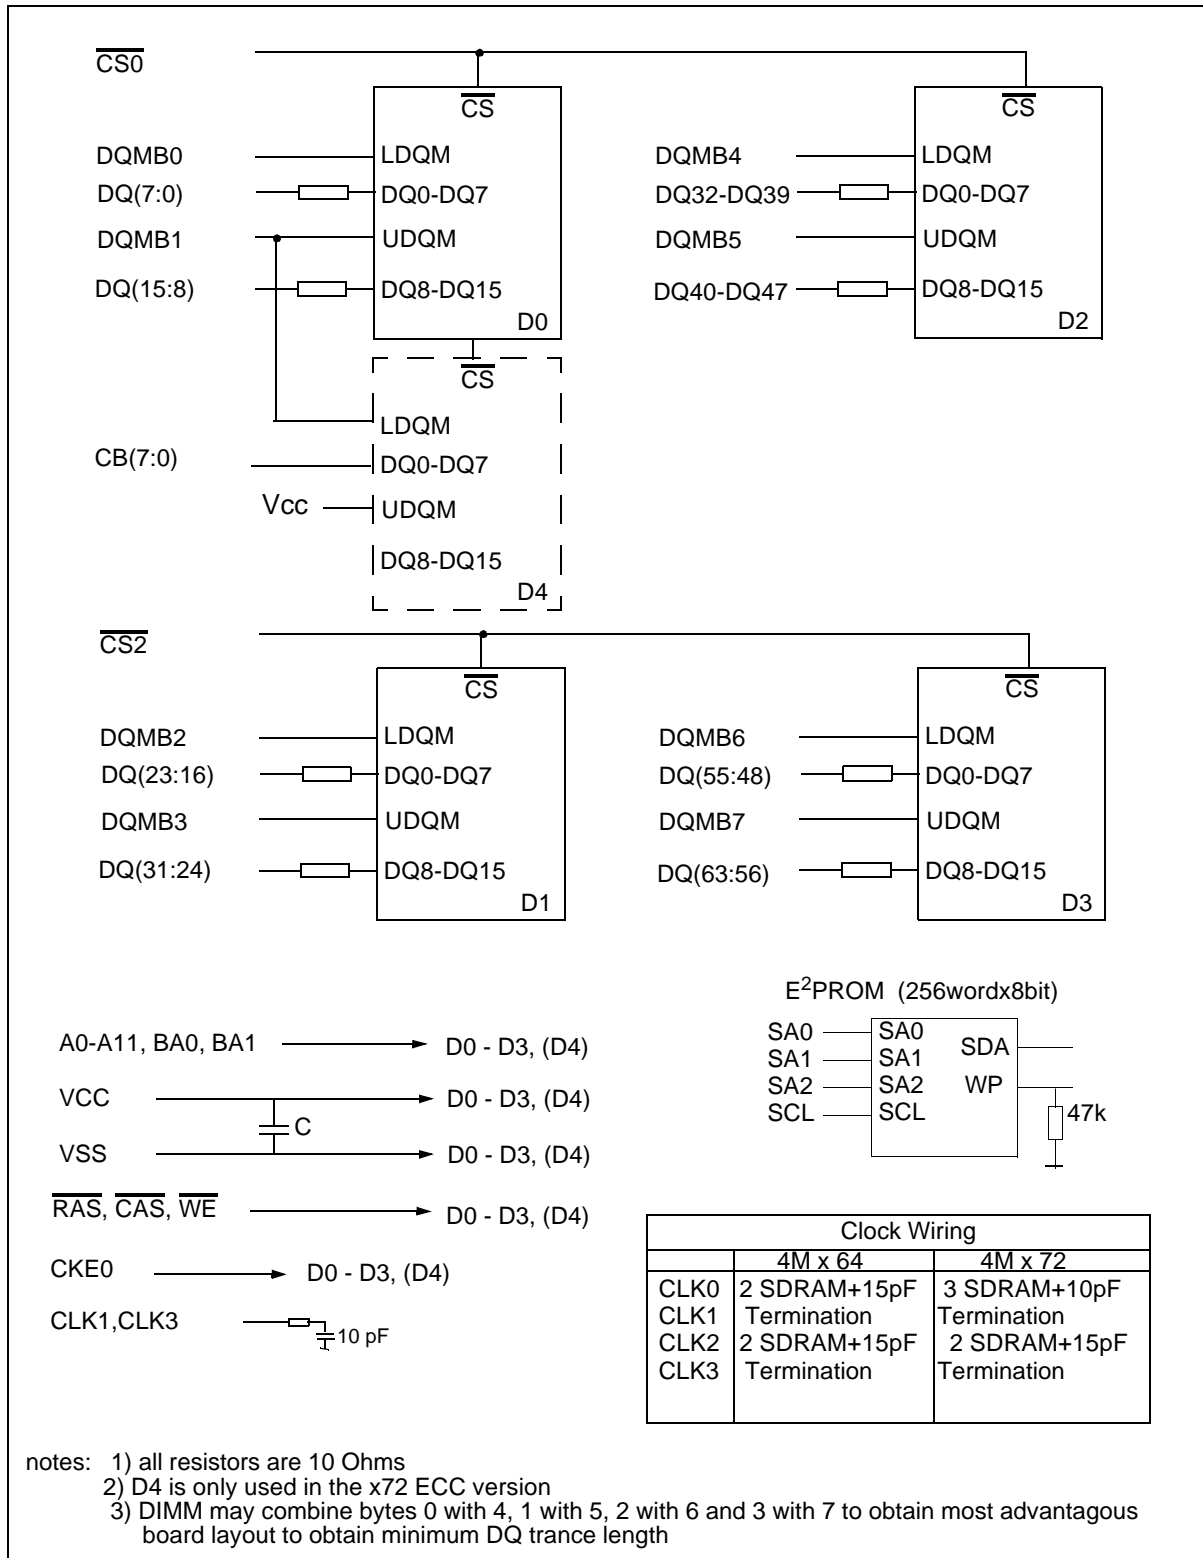 CS0
CS CS
DQMB0 LDQM DQMB4 LDQM
DQ(7:0) DQ0-DQ7 DQ32-DQ39 DQ0-DQ7
DQMB1 UDQM DQMB5 UDQM
DQ(15:8) DQ8-DQ15 DQ40-DQ47 DQ8-DQ15
D0 D2
CS
LDQM
CB(7:0) DQ0-DQ7
Vcc UDQM
DQ8-DQ15
D4
CS2
CS CS
DQMB2 LDQM DQMB6 LDQM
DQ(23:16) DQ0-DQ7 DQ(55:48) DQ0-DQ7
DQMB3 UDQM DQMB7 UDQM
DQ(31:24) DQ8-DQ15 DQ(63:56) DQ8-DQ15
D1 D3
E2PROM (256wordx8bit)
SA0 SA0 SDA
SA1 SA1
SA2 SA2 WP
SCL SCL 47k
A0-A11, BA0, BA1 D0 - D3, (D4)
VCC D0 - D3, (D4)
C
VSS D0 - D3, (D4)
RAS, CAS, WE D0 - D3, (D4)
CKE0 D0 - D3, (D4)
CLK1,CLK3 10 pF
Clock Wiring
4M x 64 4M x 72
CLK0 2 SDRAM+15pF 3 SDRAM+10pF
CLK1 Termination Termination
CLK2 2 SDRAM+15pF 2 SDRAM+15pF
CLK3 Termination Termination
notes: 1) all resistors are 10 Ohms
2) D4 is only used in the x72 ECC version
3) DIMM may combine bytes 0 with 4, 1 with 5, 2 with 6 and 3 with 7 to obtain most advantagous
board layout to obtain minimum DQ trance length